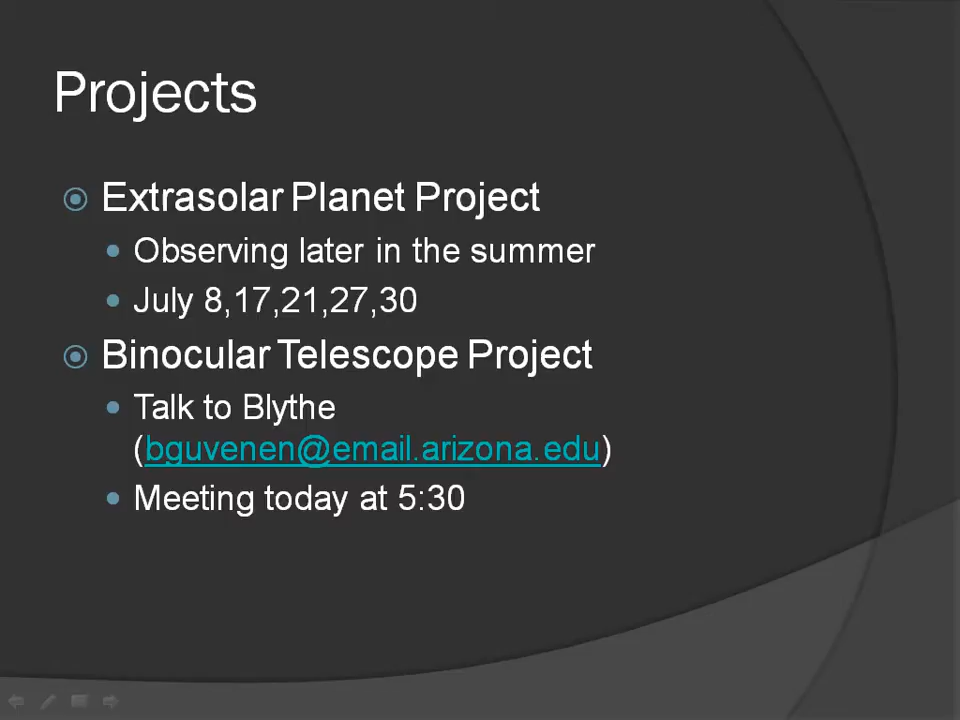 Projects
Extrasolar Planet Project
Observing later in the summer
July 8,17,21,27,30
Binocular Telescope Project
Talk to Blythe
(bguvenen@email.arizona.edu)
Meeting today at 5:30